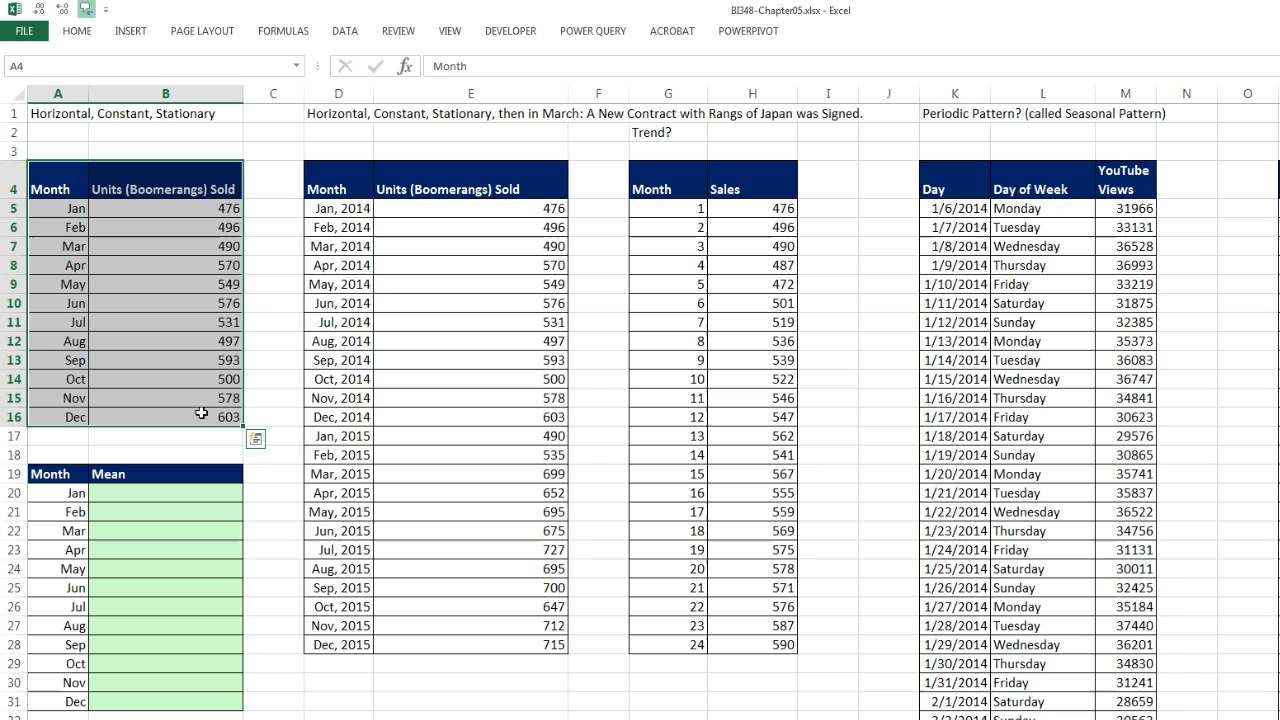 BI348-Chapter05.xlsx - Excel
FILE HOME INSERT PAGE LAYOUT FORMULAS DATA REVIEW VIEW DEVELOPER POWER QUERY ACROBAT POWERPIVOT
A4 fx Month
A B C D E F G H I J K L M N O
1 Horizontal, Constant, Stationary Horizontal, Constant, Stationary, then in March: A New Contract with Rangs of Japan was Signed. Periodic Pattern? (called Seasonal Pattern)
2 Trend?
3
4 Month Units (Boomerangs) Sold Month Units (Boomerangs) Sold Month Sales Day Day of Week YouTube Views
5 Jan 476 Jan, 2014 476 1 476 1/6/2014 Monday 31966
6 Feb 496 Feb, 2014 496 2 496 1/7/2014 Tuesday 33131
7 Mar 490 Mar, 2014 490 3 490 1/8/2014 Wednesday 36528
8 Apr 570 Apr, 2014 570 4 487 1/9/2014 Thursday 36993
9 May 549 May, 2014 549 5 472 1/10/2014 Friday 33219
10 Jun 576 Jun, 2014 576 6 501 1/11/2014 Saturday 31875
11 Jul 531 Jul, 2014 531 7 519 1/12/2014 Sunday 32385
12 Aug 497 Aug, 2014 497 8 536 1/13/2014 Monday 35373
13 Sep 593 Sep, 2014 593 9 539 1/14/2014 Tuesday 36083
14 Oct 500 Oct, 2014 500 10 522 1/15/2014 Wednesday 36747
15 Nov 578 Nov, 2014 578 11 546 1/16/2014 Thursday 34841
16 Dec 603 Dec, 2014 603 12 547 1/17/2014 Friday 30623
17 Jan, 2015 490 13 562 1/18/2014 Saturday 29576
18 Feb, 2015 535 14 541 1/19/2014 Sunday 30865
19 Month Mean Mar, 2015 699 15 567 1/20/2014 Monday 35741
20 Jan Apr, 2015 652 16 555 1/21/2014 Tuesday 35837
21 Feb May, 2015 695 17 559 1/22/2014 Wednesday 36522
22 Mar Jun, 2015 675 18 569 1/23/2014 Thursday 34756
23 Apr Jul, 2015 727 19 575 1/24/2014 Friday 31131
24 May Aug, 2015 695 20 578 1/25/2014 Saturday 30011
25 Jun Sep, 2015 700 21 571 1/26/2014 Sunday 32425
26 Jul Oct, 2015 647 22 576 1/27/2014 Monday 35184
27 Aug Nov, 2015 712 23 587 1/28/2014 Tuesday 37440
28 Sep Dec, 2015 715 24 590 1/29/2014 Wednesday 36201
29 Oct 1/30/2014 Thursday 34830
30 Nov 1/31/2014 Friday 31241
31 Dec 2/1/2014 Saturday 28659